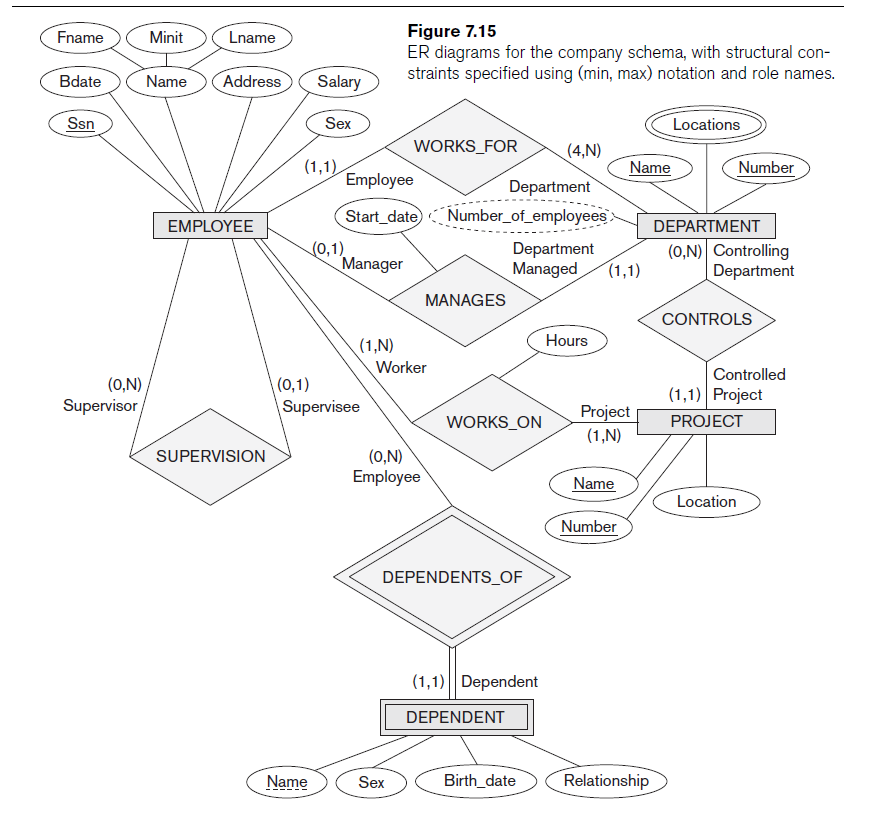 Figure 7.15
ER diagrams for the company schema, with structural con-
straints specified using (min, max) notation and role names.
Fname
Minit
Lname
Bdate
Name
Address
Salary
Ssn
Sex
WORKS_FOR
(1,1)
Employee
(4,N)
Department
Locations
Name
Number
EMPLOYEE
Start_date
Number_of_employees
DEPARTMENT
(0,1)
Manager
MANAGES
Department
Managed
(1,1)
(0,N)
Controlling
Department
CONTROLS
Hours
(1,N)
Worker
(0,N)
Supervisor
(0,1)
Supervisee
SUPERVISION
WORKS_ON
Project
(1,N)
Controlled
(1,1)
Project
PROJECT
(0,N)
Employee
Name
Number
Location
DEPENDENTS_OF
(1,1)
Dependent
DEPENDENT
Name
Sex
Birth_date
Relationship